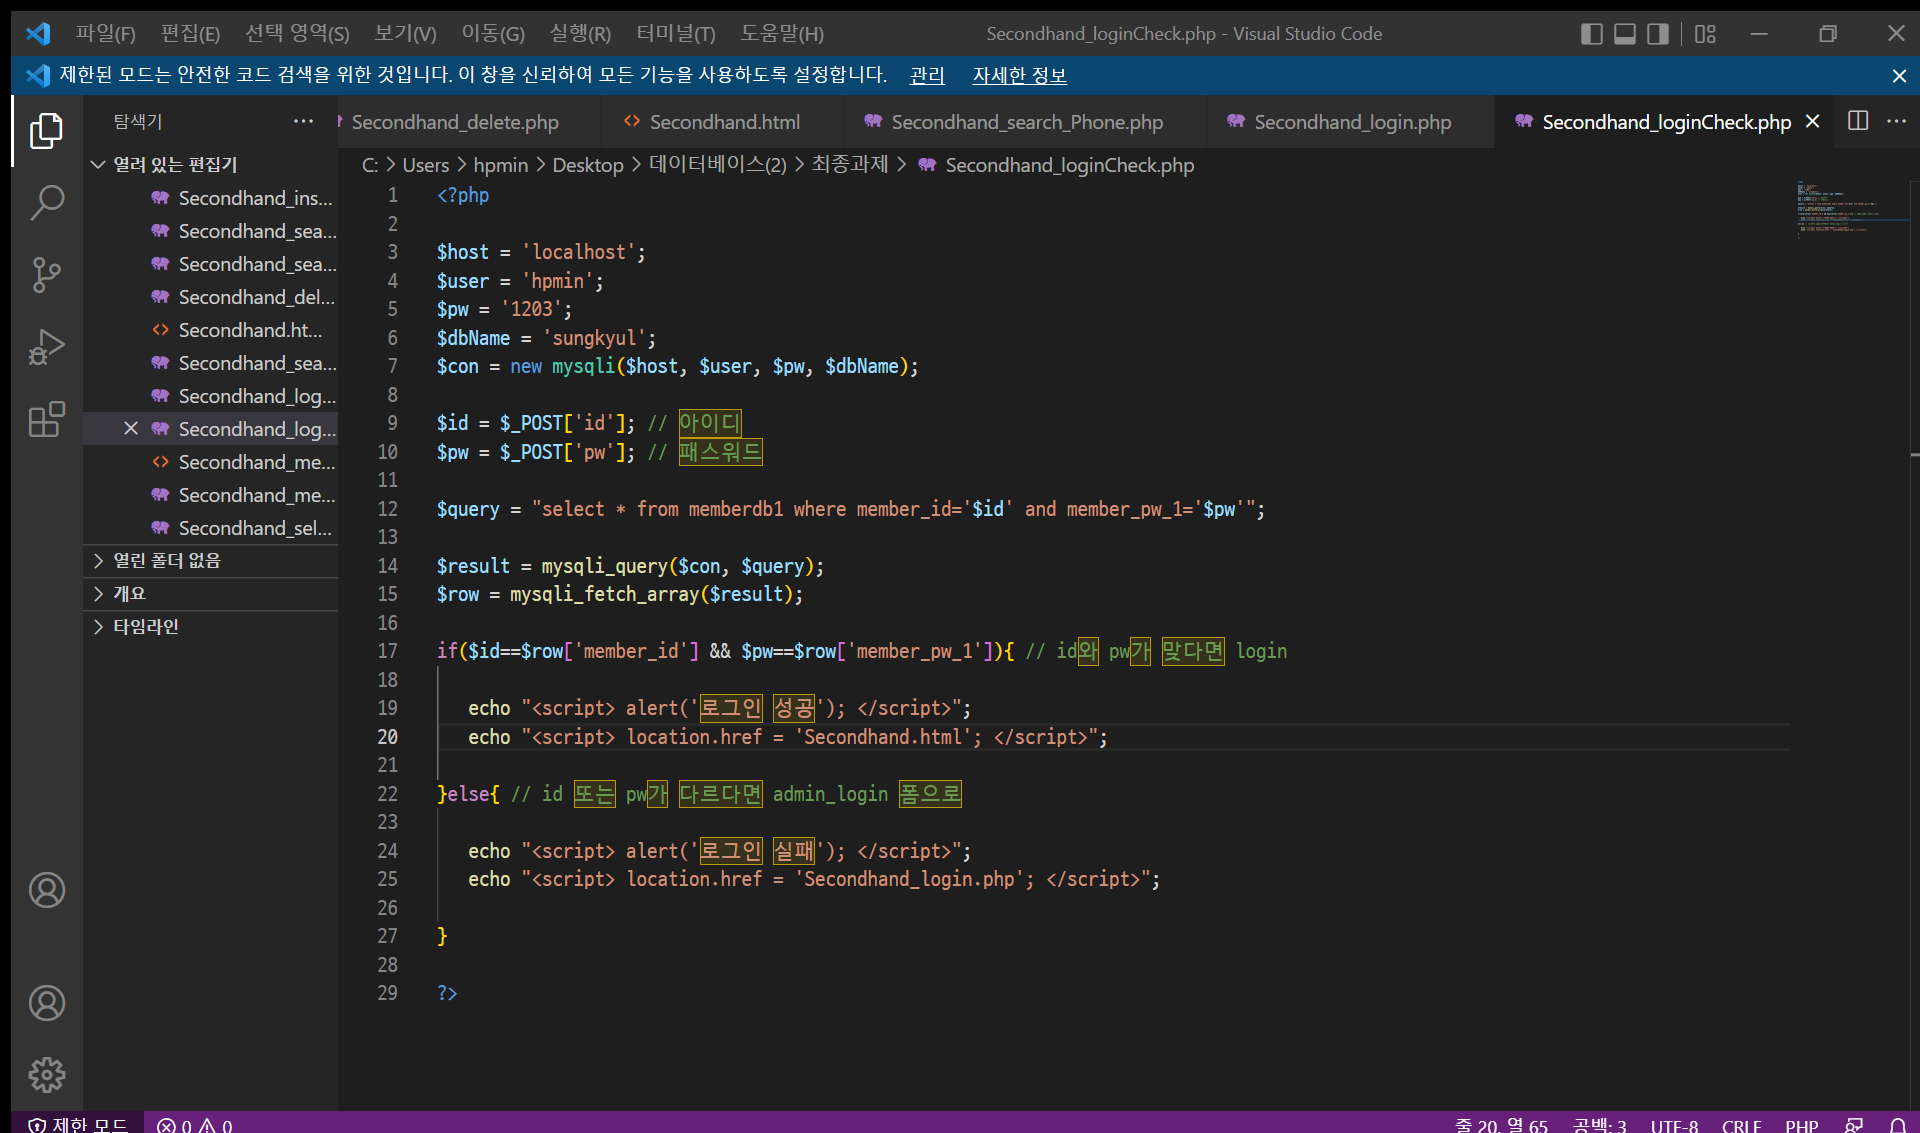 파일(F) 편집(E) 선택 영역(S) 보기(V) 이동(G) 실행(R) 터미널(T) 도움말(H) Secondhand_loginCheck.php - Visual Studio Code
제한된 모드는 안전한 코드 검색을 위한 것입니다. 이 창을 신뢰하여 모든 기능을 사용하도록 설정합니다. 관리 자세한 정보
탐색기 ···
열려 있는 편집기
Secondhand_ins...
Secondhand_sea...
Secondhand_sea...
Secondhand_del...
Secondhand.ht...
Secondhand_sea...
Secondhand_log...
Secondhand_log...
Secondhand_me...
Secondhand_me...
Secondhand_sel...
열린 폴더 없음
개요
타임라인
Secondhand_delete.php Secondhand.html Secondhand_search_Phone.php Secondhand_login.php Secondhand_loginCheck.php
C: > Users > hpmin > Desktop > 데이터베이스(2) > 최종과제 > Secondhand_loginCheck.php
1 <?php
2
3 $host = 'localhost';
4 $user = 'hpmin';
5 $pw = '1203';
6 $dbName = 'sungkyul';
7 $con = new mysqli($host, $user, $pw, $dbName);
8
9 $id = $_POST['id']; // 아이디
10 $pw = $_POST['pw']; // 패스워드
11
12 $query = "select * from memberdb1 where member_id='$id' and member_pw_1='$pw'";
13
14 $result = mysqli_query($con, $query);
15 $row = mysqli_fetch_array($result);
16
17 if($id==$row['member_id'] && $pw==$row['member_pw_1']){ // id와 pw가 맞다면 login
18
19 echo "<script> alert('로그인 성공'); </script>";
20 echo "<script> location.href = 'Secondhand.html'; </script>";
21
22 }else{ // id 또는 pw가 다르다면 admin_login 폼으로
23
24 echo "<script> alert('로그인 실패'); </script>";
25 echo "<script> location.href = 'Secondhand_login.php'; </script>";
26
27 }
28
29 ?>
제한 모드 0 0 줄 20, 열 65 공백: 3 UTF-8 CRLF PHP